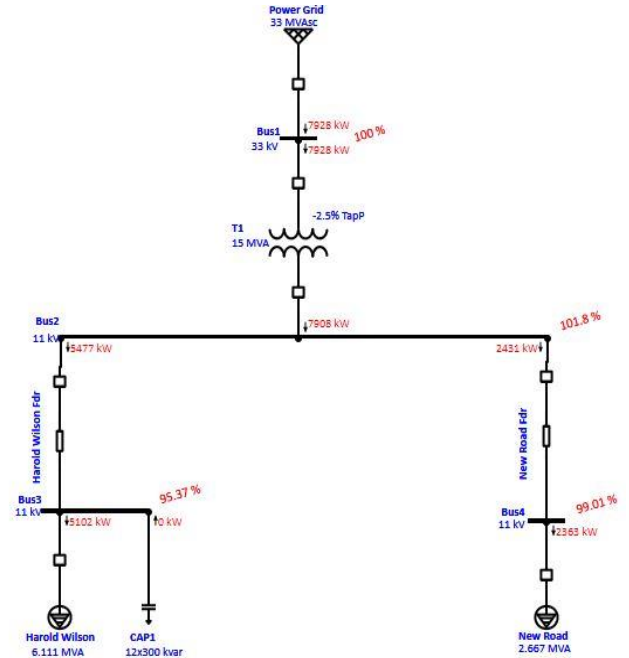 Power Grid
33 MVAsc
↓7928 kW
Bus1
100 %
33 kV
↓7928 kW
-2.5% TapP
T1
15 MVA
Bus2
↓7908 kW
101.8 %
11 kV
↓5477 kW
2431 kW↓
Harold Wilson Fdr
New Road Fdr
95.37 %
99.01 %
Bus3
11 kV
↓5102 kW
↑0 kW
Bus4
11 kV
↓2363 kW
Harold Wilson
6.111 MVA
CAP1
12x300 kvar
New Road
2.667 MVA